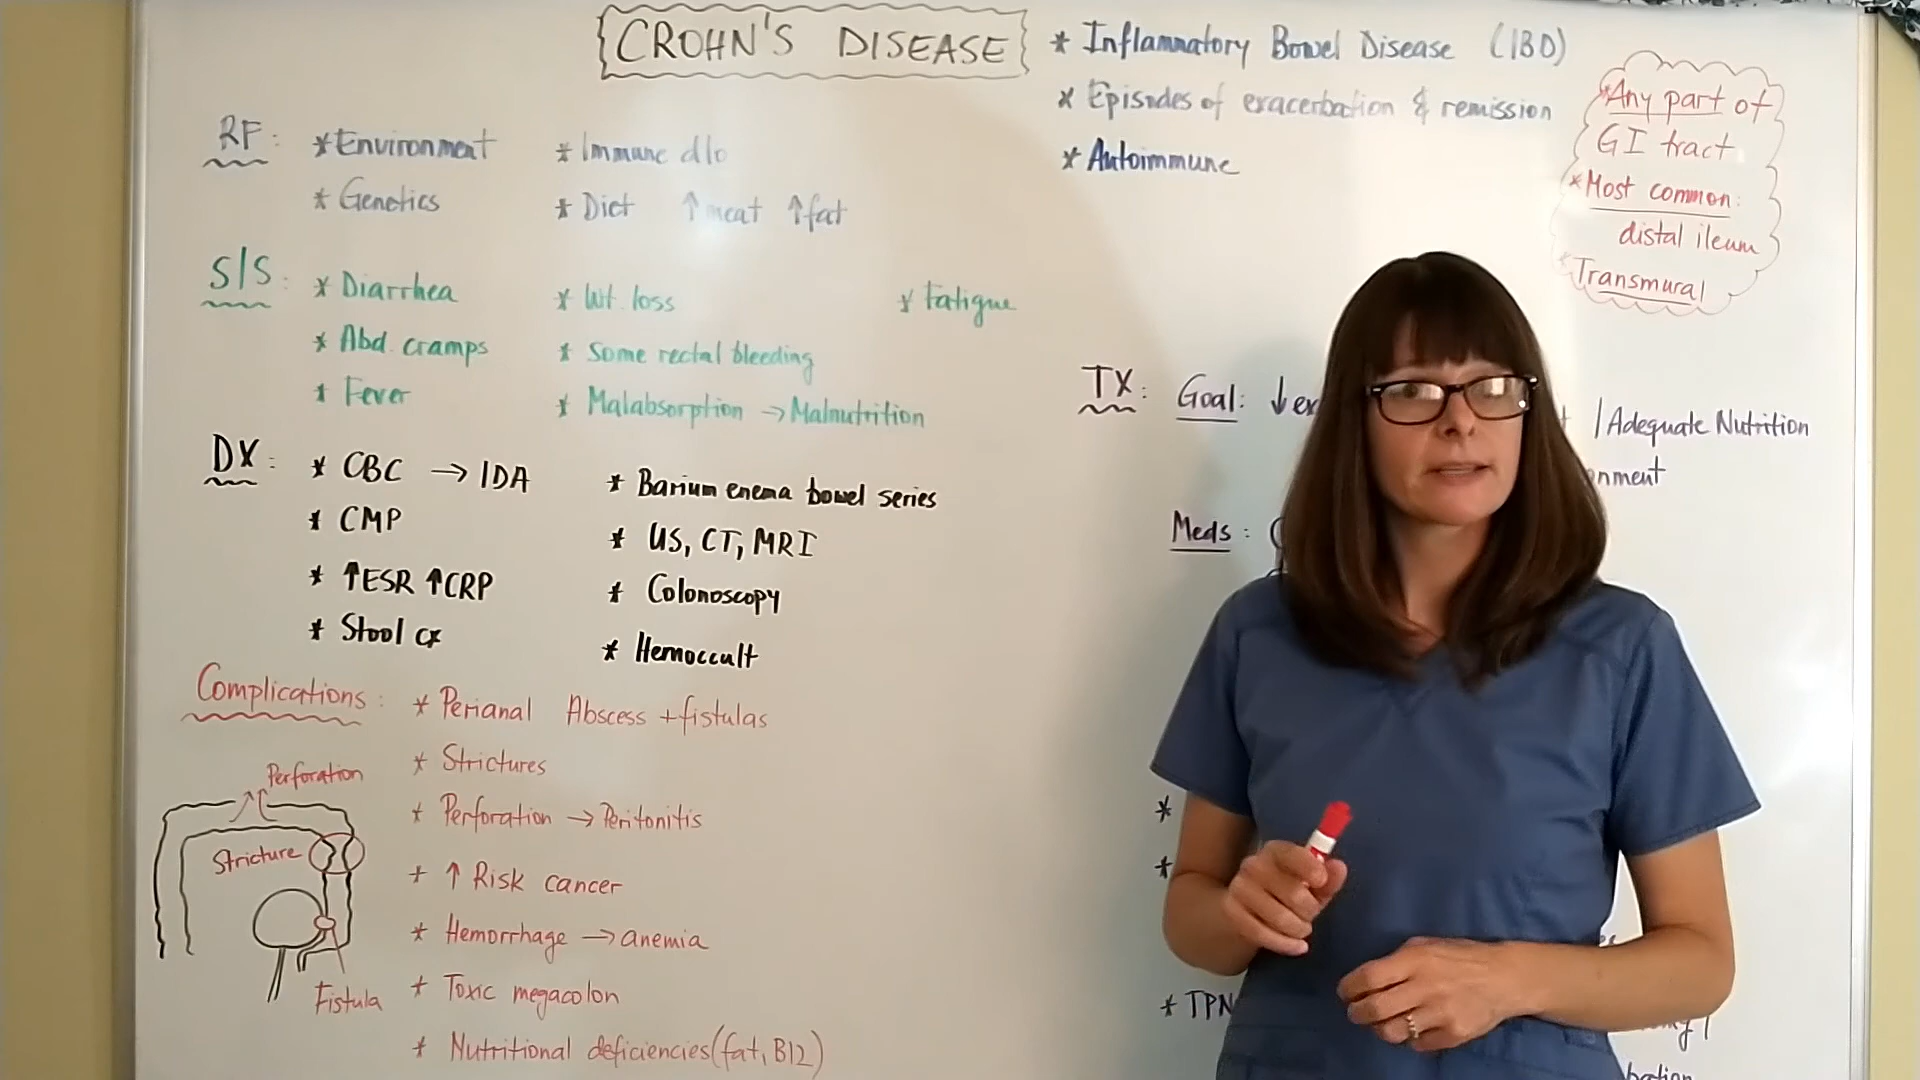 CROHN'S DISEASE
* Inflammatory Bowel Disease (IBD)
* Episodes of exacerbation & remission
* Autoimmune
*Any part of
GI tract
*Most common:
distal ileum
*Transmural
RF: *Environment * Immune d/o
* Genetics * Diet ↑meat ↑fat
S/S: * Diarrhea * Wt. loss * Fatigue
* Abd. cramps * Some rectal bleeding
* Fever * Malabsorption → Malnutrition
DX: * CBC → IDA * Barium enema bowel series
* CMP * US, CT, MRI
* ↑ESR ↑CRP * Colonoscopy
* Stool cx * Hemoccult
Complications: * Perianal Abscess + fistulas
* Strictures
* Perforation → Peritonitis
* ↑ Risk cancer
* Hemorrhage → anemia
* Toxic megacolon
* Nutritional deficiencies (fat, B12)
Perforation
Stricture
Fistula
TX: Goal: ↓ex
/Adequate Nutrition
nment
Meds:
*
*
* TPN